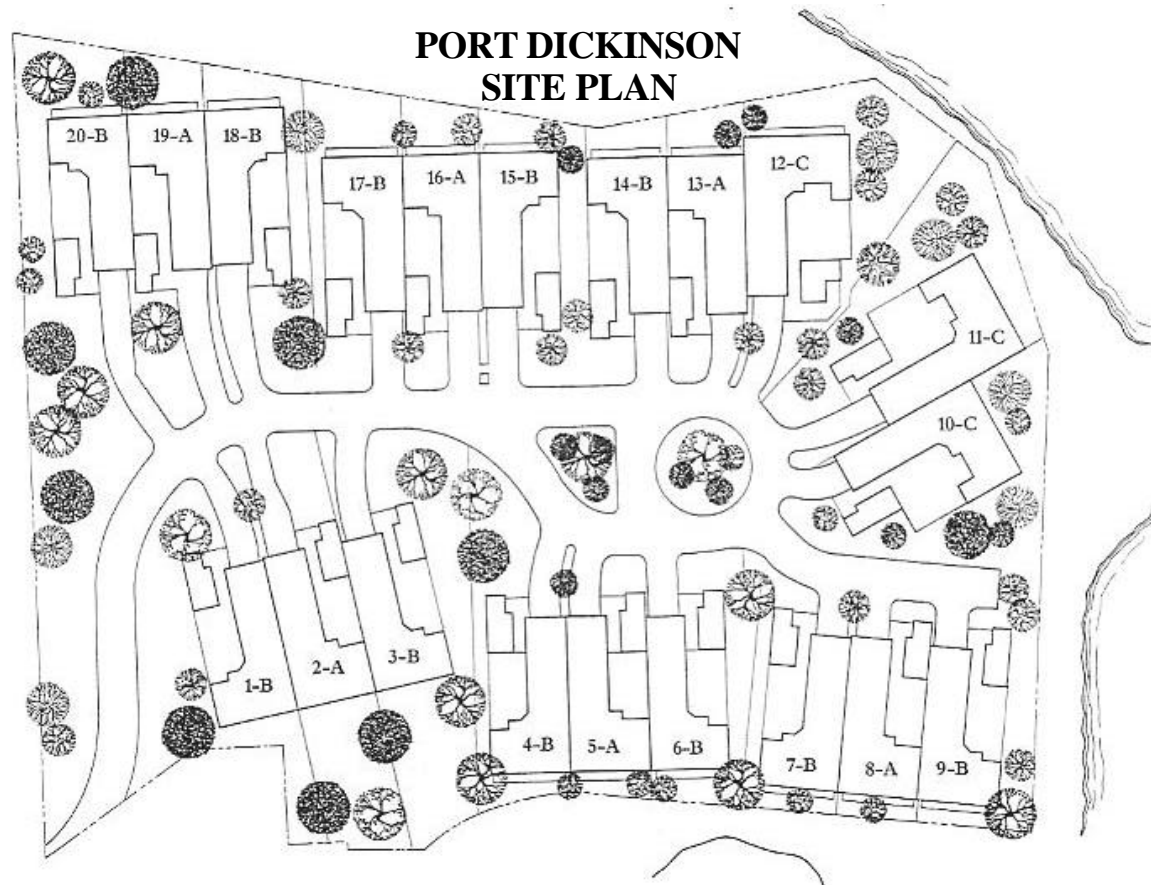 PORT DICKINSON
SITE PLAN
20-B
19-A
18-B
17-B
16-A
15-B
14-B
13-A
12-C
11-C
10-C
1-B
2-A
3-B
4-B
5-A
6-B
7-B
8-A
9-B